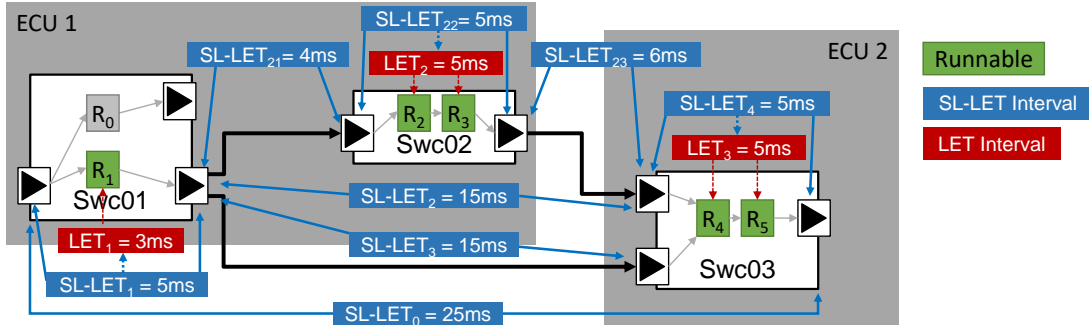 ECU 1
SL-LET22= 5ms
SL-LET21= 4ms
LET2 = 5ms
SL-LET23= 6ms
ECU 2
Runnable
SL-LET Interval
LET Interval
R0
R2
R3
Swc02
SL-LET4 = 5ms
LET3 = 5ms
R1
Swc01
SL-LET2 = 15ms
R4
R5
LET1 = 3ms
SL-LET3 = 15ms
Swc03
SL-LET1 = 5ms
SL-LET0 = 25ms